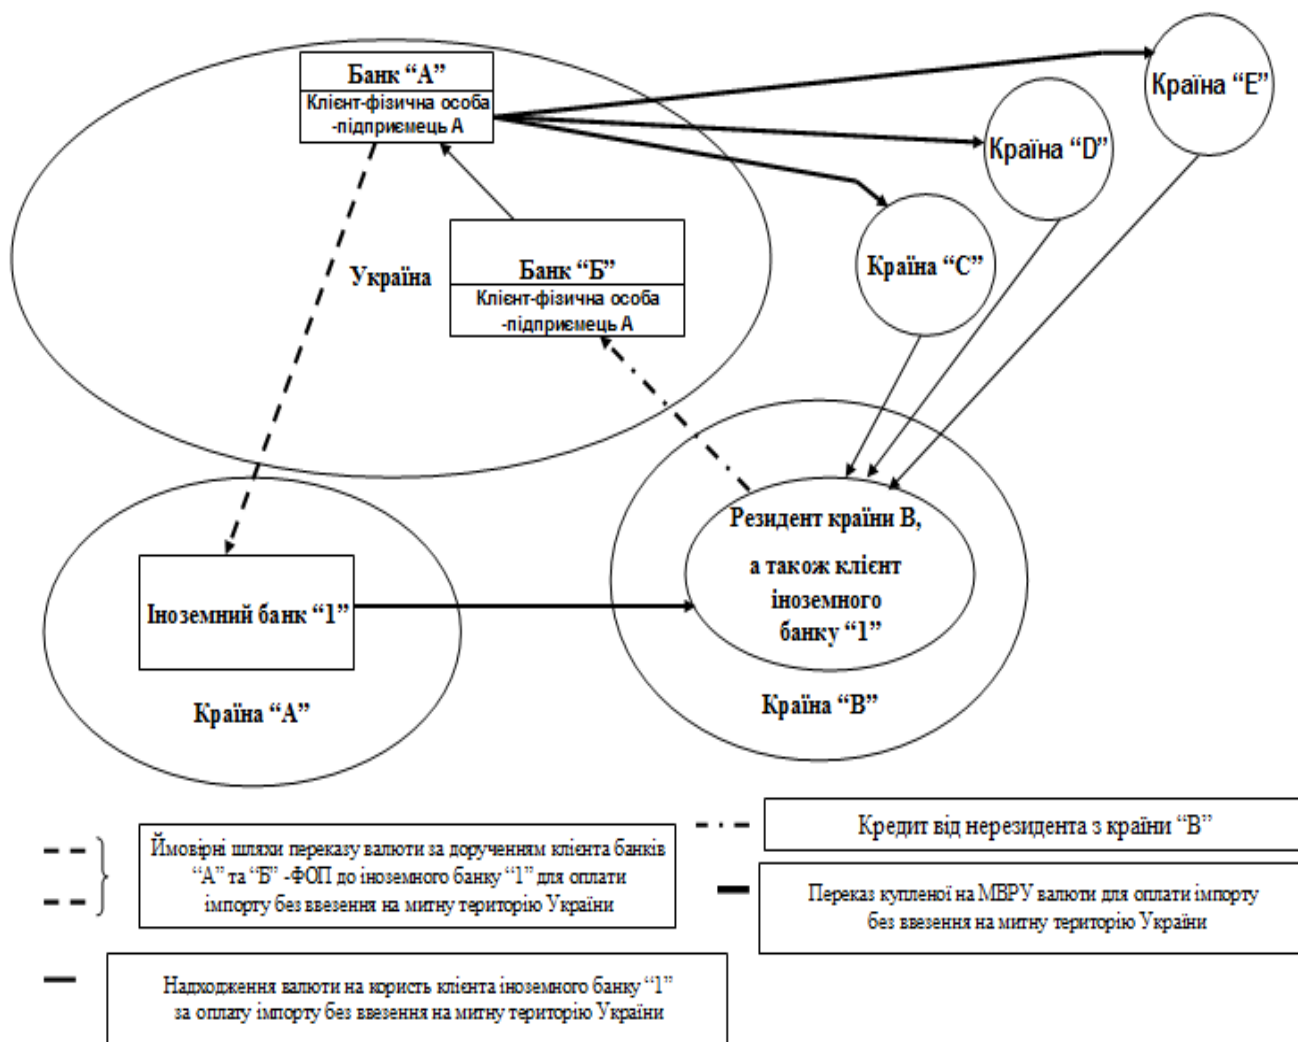 Банк “А”
Клієнт-фізична особа
-підприємець А
Країна “Е”
Країна “D”
Україна
Банк “Б”
Клієнт-фізична особа
-підприємець А
Країна “С”
Резидент країни В,
а також клієнт
іноземного
банку “1”
Іноземний банк “1”
Країна “А”
Країна “В”
Ймовірні шляхи переказу валюти за дорученням клієнта банків
“А” та “Б” -ФОП до іноземного банку “1” для оплати
імпорту без ввезення на митну територію України
Кредит від нерезидента з країни “В”
Переказ купленої на МВРУ валюти для оплати імпорту
без ввезення на митну територію України
Надходження валюти на користь клієнта іноземного банку “1”
за оплату імпорту без ввезення на митну територію України